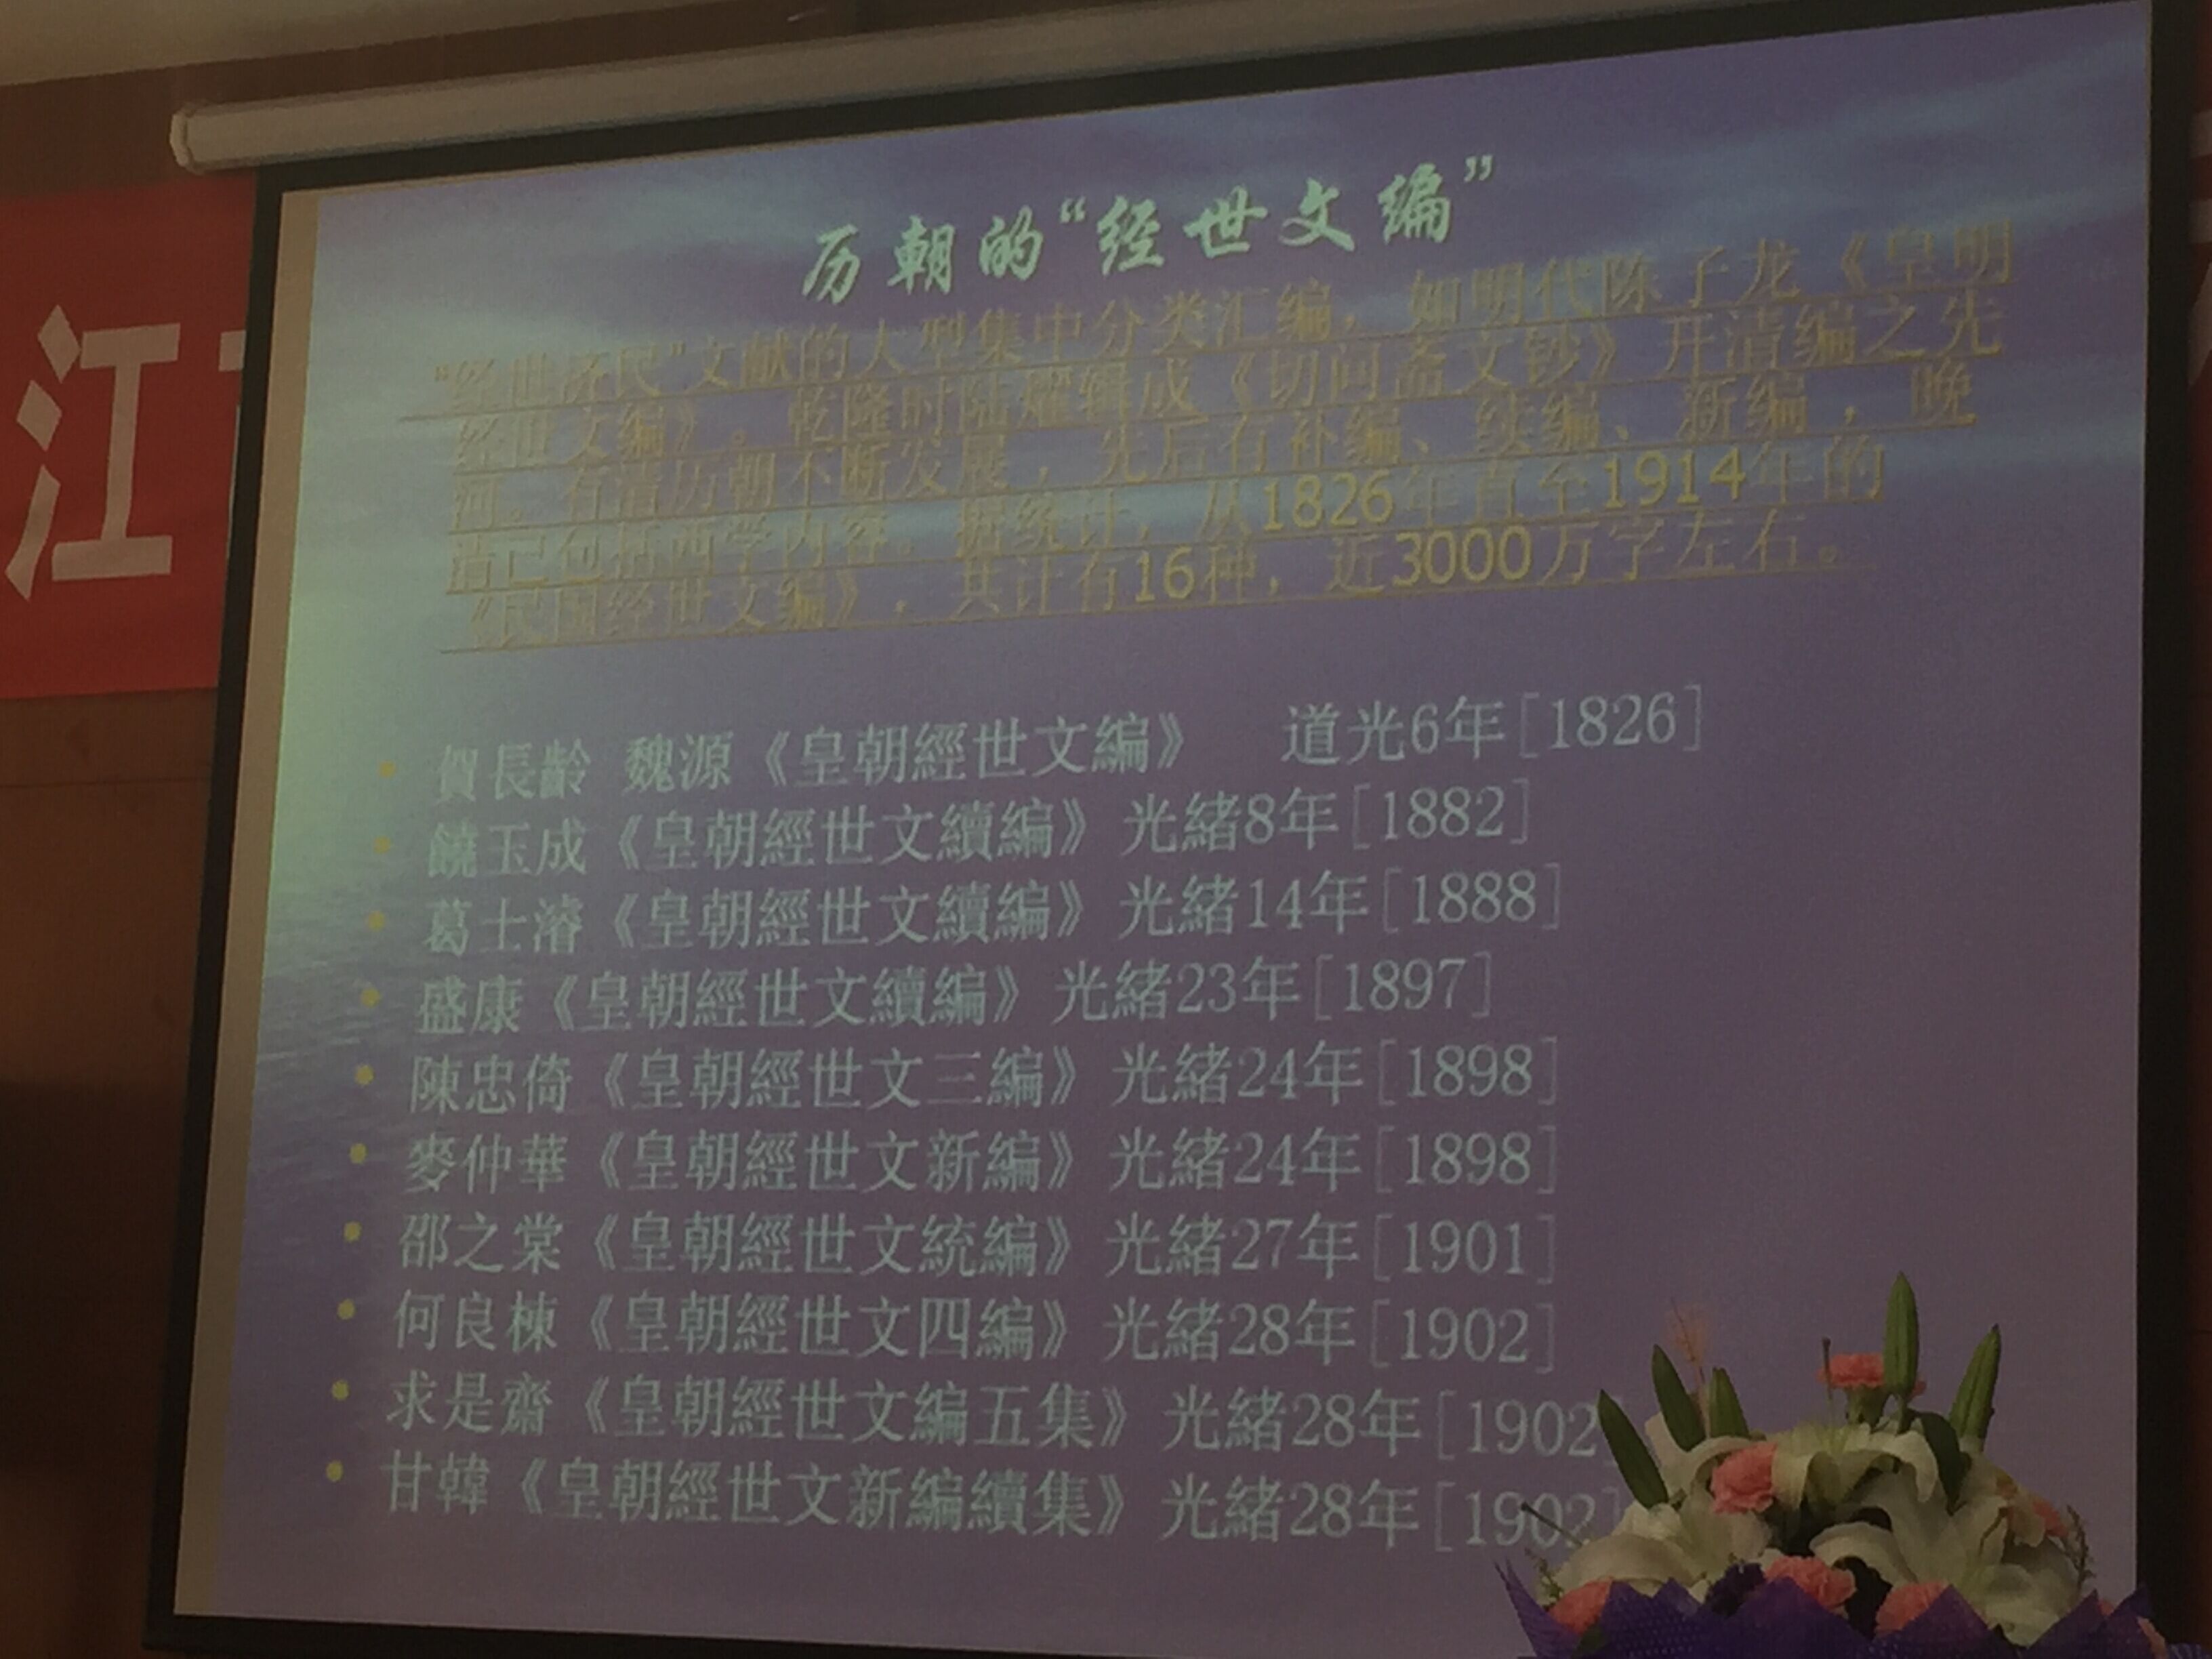 江
历朝的“经世文编”
“经世济民”文献的大型集中分类汇编，如明代陈子龙《皇明
经世文编》。乾隆时陆燿辑成《切问斋文钞》开清编之先
河。有清历朝不断发展，先后有补编、续编、新编，晚
清已包括西学内容。据统计，从1826年直至1914年的
《民国经世文编》，共计有16种，近3000万字左右。
賀長齡 魏源《皇朝經世文編》 道光6年[1826]
饒玉成《皇朝經世文續編》光緒8年[1882]
葛士濬《皇朝經世文續編》光緒14年[1888]
盛康《皇朝經世文續編》光緒23年[1897]
陳忠倚《皇朝經世文三編》光緒24年[1898]
麥仲華《皇朝經世文新編》光緒24年[1898]
邵之棠《皇朝經世文統編》光緒27年[1901]
何良棟《皇朝經世文四編》光緒28年[1902]
求是齋《皇朝經世文編五集》光緒28年[1902
甘韓《皇朝經世文新編續集》光緒28年[1902]